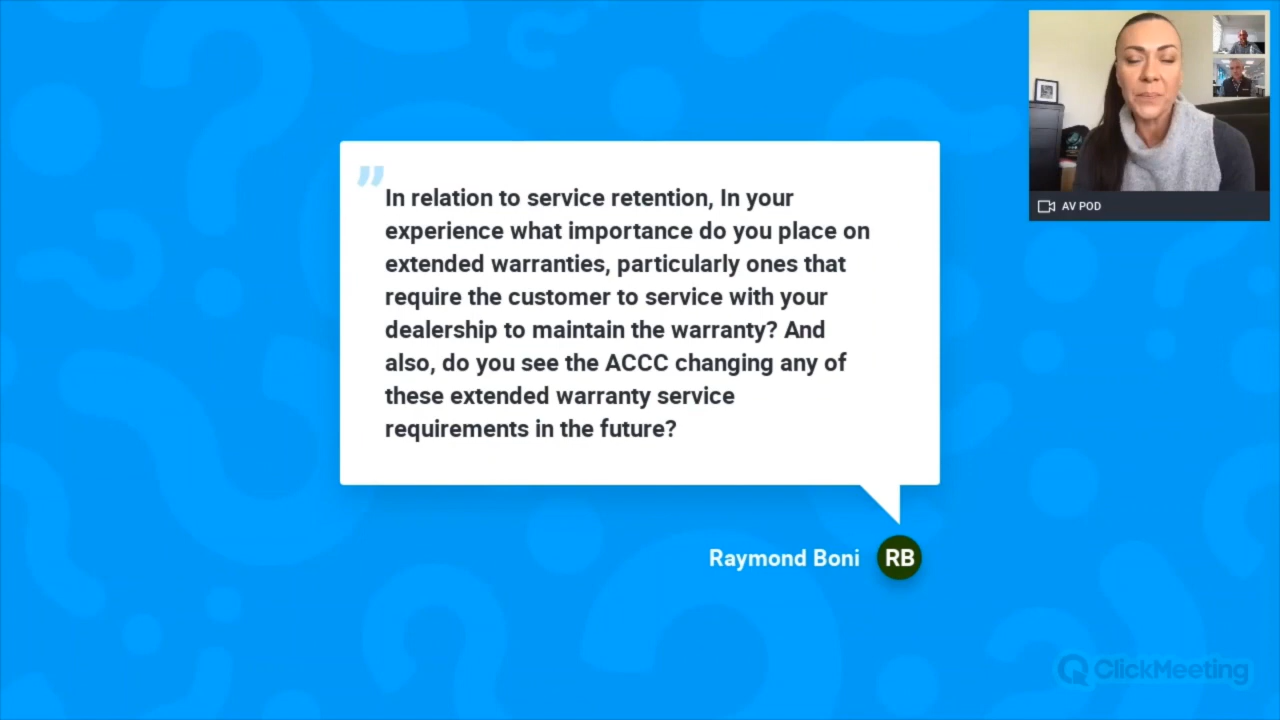 AV POD
"
In relation to service retention, In your
experience what importance do you place on
extended warranties, particularly ones that
require the customer to service with your
dealership to maintain the warranty? And
also, do you see the ACCC changing any of
these extended warranty service
requirements in the future?
Raymond Boni RB
ClickMeeting